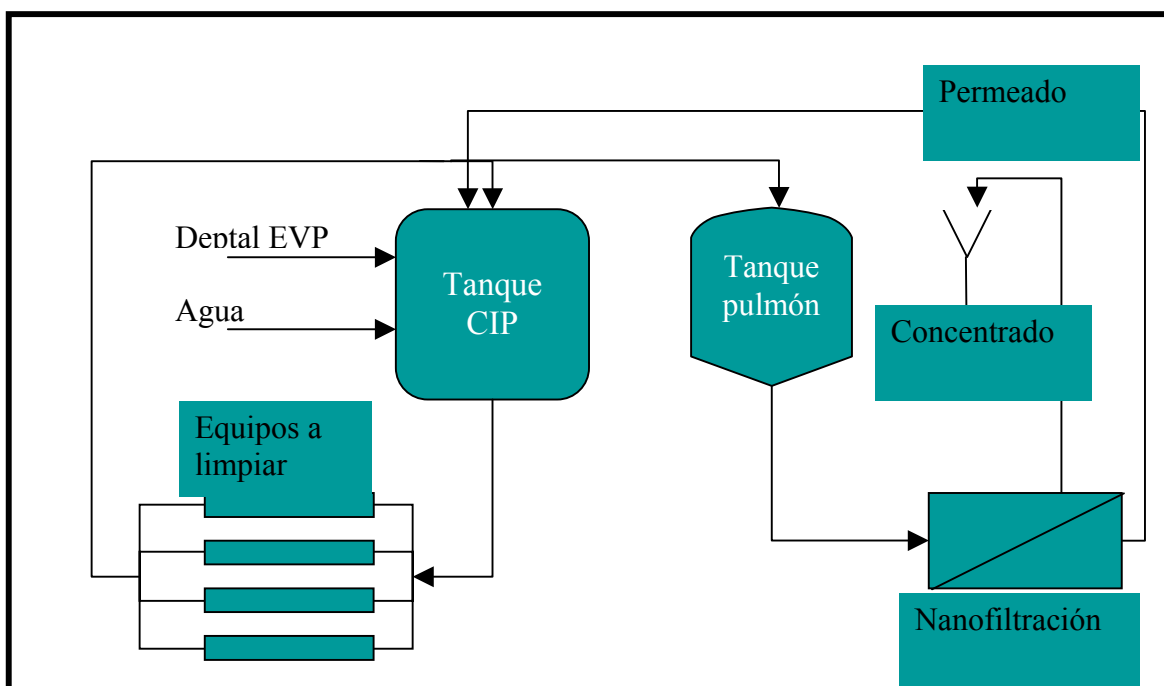 Permeado
Deptal EVP
Agua
Tanque
CIP
Tanque
pulmón
Concentrado
Equipos a
limpiar
Nanofiltración